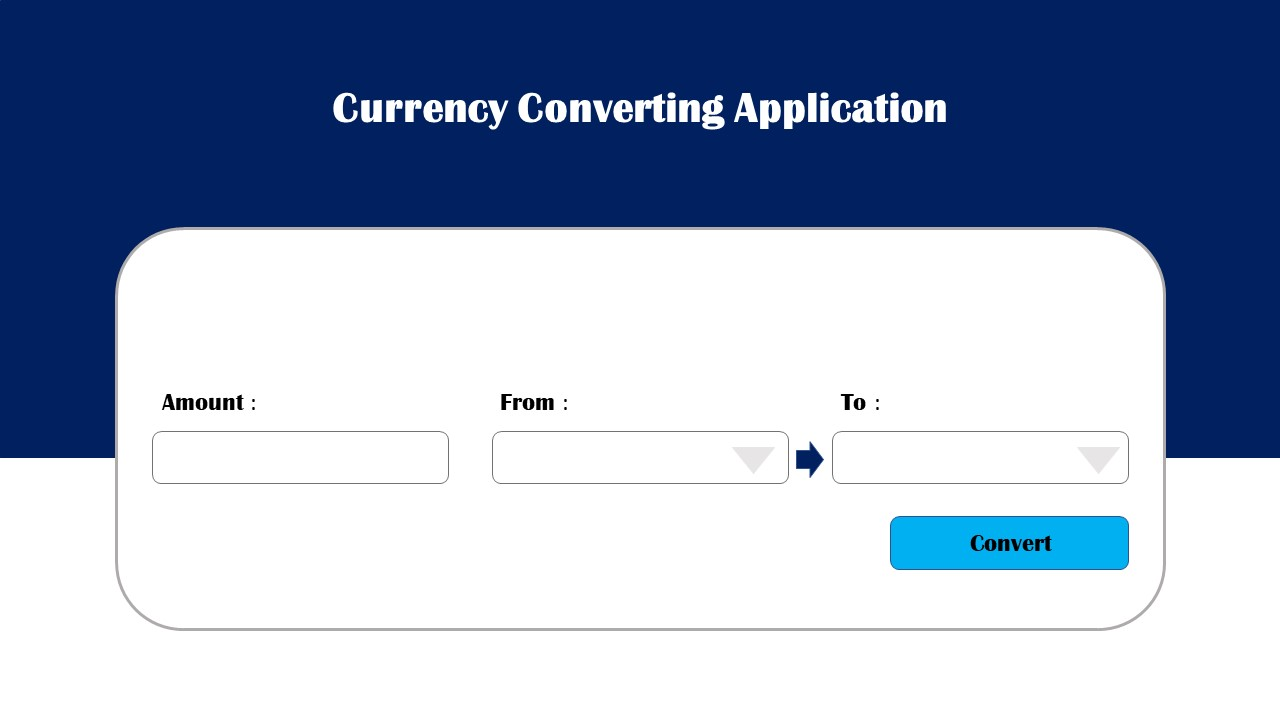 Currency Converting Application
Amount :
From :
To :
Convert